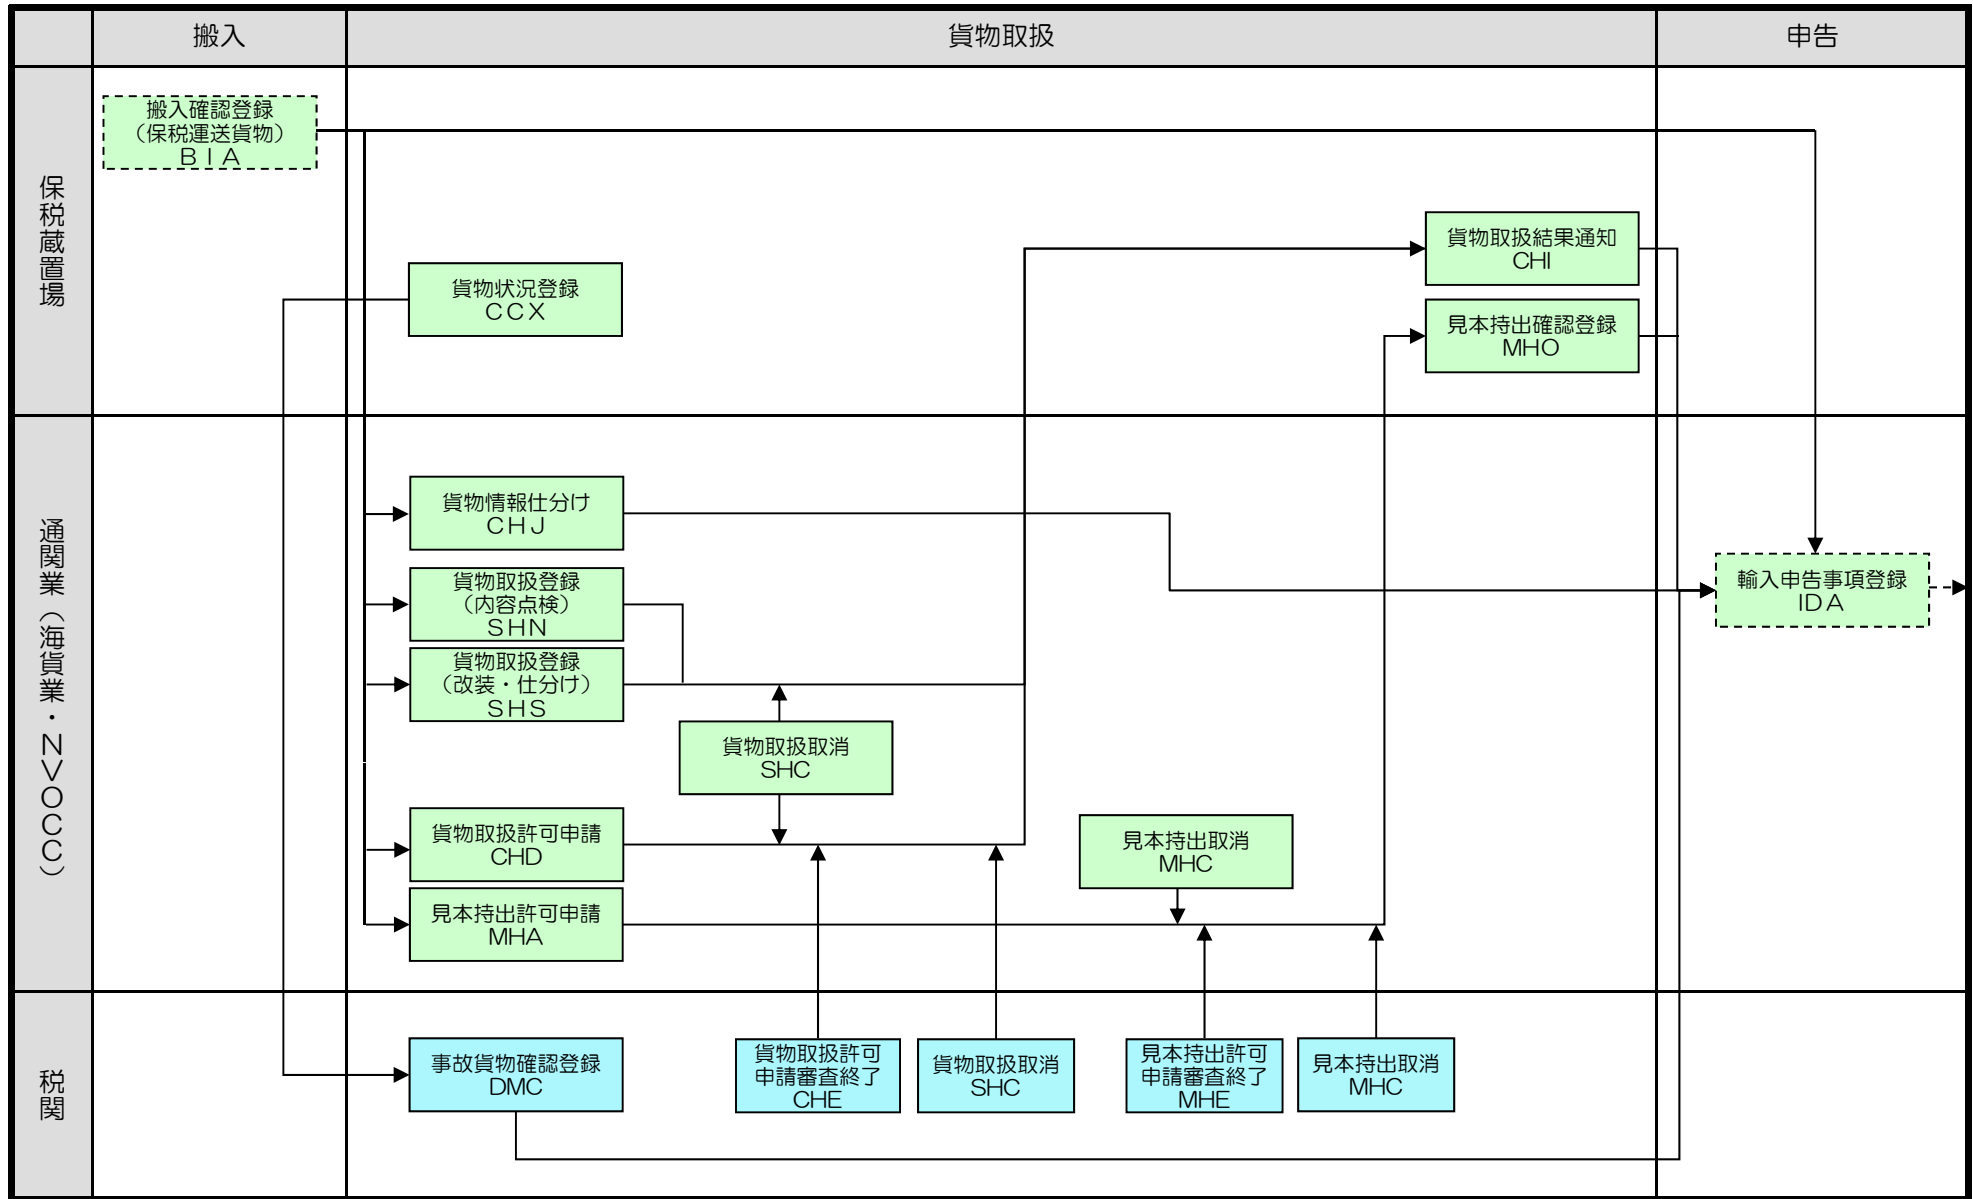 搬入
貨物取扱
申告
保税蔵置場
搬入確認登録
（保税運送貨物）
ＢＩＡ
貨物状況登録
ＣＣＸ
貨物取扱結果通知
CHI
見本持出確認登録
MHO
通関業（海貨業・ＮＶＯＣＣ）
貨物情報仕分け
ＣＨＪ
貨物取扱登録
（内容点検）
ＳＨＮ
貨物取扱登録
（改装・仕分け）
ＳＨＳ
貨物取扱取消
SHC
貨物取扱許可申請
CHD
見本持出許可申請
MHA
見本持出取消
MHC
輸入申告事項登録
IDA
税関
事故貨物確認登録
DMC
貨物取扱許可
申請審査終了
CHE
貨物取扱取消
SHC
見本持出許可
申請審査終了
MHE
見本持出取消
MHC